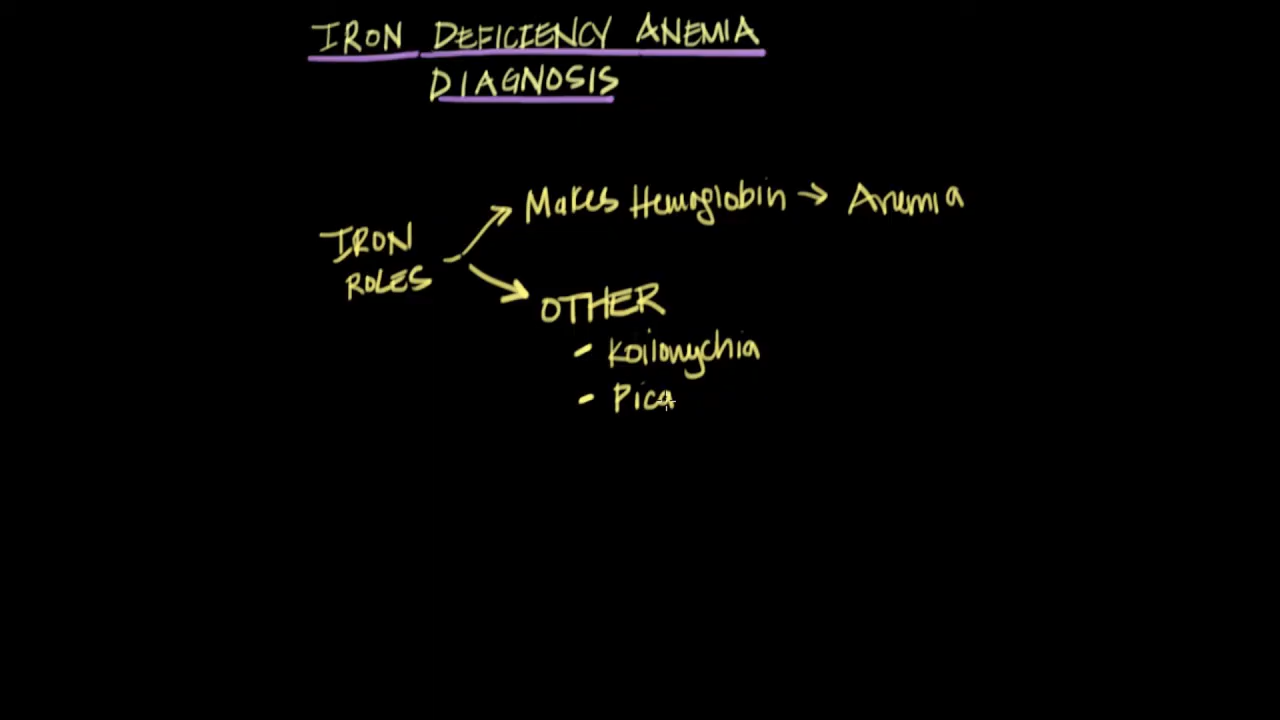 IRON DEFICIENCY ANEMIA
DIAGNOSIS
Makes Hemoglobin → Anemia
IRON
ROLES
OTHER
- Koilonychia
- Pica